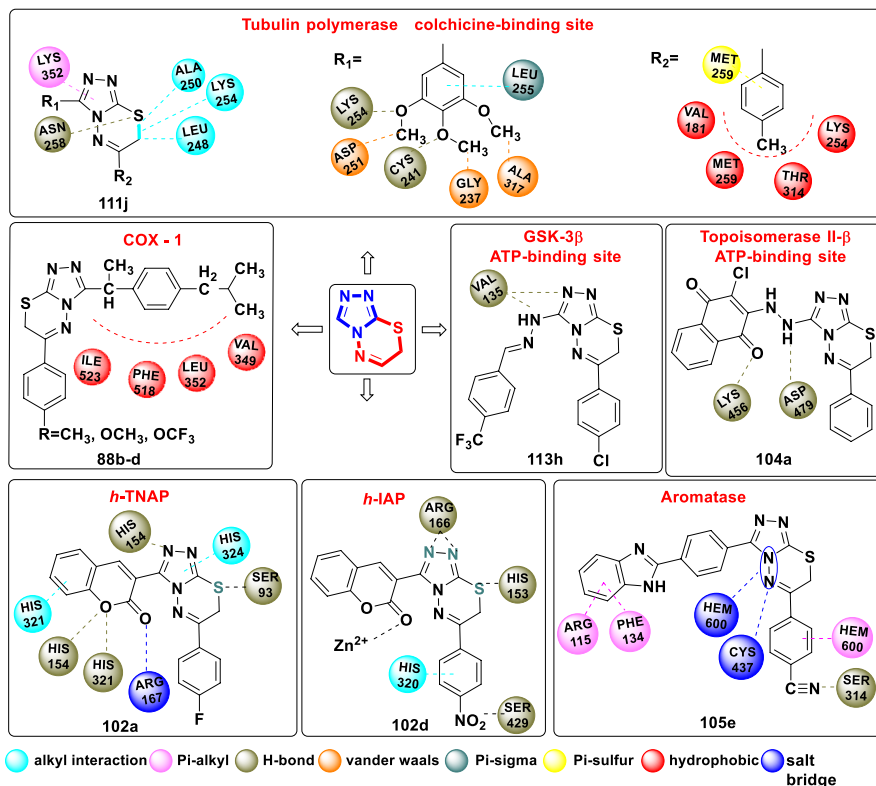 Tubulin polymerase colchicine-binding site
LYS 352
N N
R1
N
S
N
R2
ASN 258
ALA 250
LYS 254
LEU 248
111j
R1=
LEU 255
LYS 254
O
O
O
CH3
CH3
CH3
ASP 251
CYS 241
GLY 237
ALA 317
R2=
MET 259
VAL 181
LYS 254
CH3
MET 259
THR 314
COX - 1
N N
CH3
H2
C
CH3
S
N
N
H
CH3
ILE 523
PHE 518
LEU 352
VAL 349
R=CH3, OCH3, OCF3
88b-d
N N
N
S
N
GSK-3β
ATP-binding site
VAL 135
N N
HN
N
S
N
N
F3C
Cl
113h
Topoisomerase II-β
ATP-binding site
Cl
O
H
N
N
H
N N
N
S
N
O
LYS 456
ASP 479
104a
h-TNAP
HIS 154
N N
HIS 324
N
S
SER 93
N
HIS 321
O
O
HIS 154
HIS 321
ARG 167
F
102a
h-IAP
ARG 166
N N
N
S
HIS 153
N
O
O
Zn2+
HIS 320
NO2
SER 429
102d
Aromatase
N N
N
N
S
NH
N
ARG 115
PHE 134
HEM 600
CYS 437
HEM 600
C≡N
SER 314
105e
alkyl interaction Pi-alkyl H-bond vander waals Pi-sigma Pi-sulfur hydrophobic salt bridge